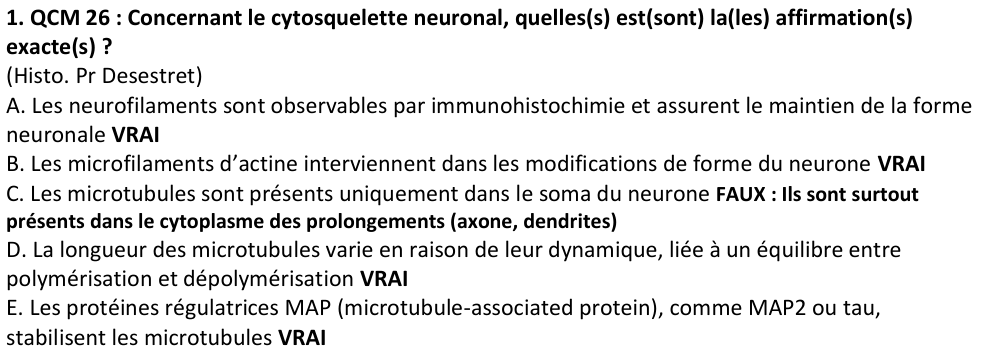 1. QCM 26 : Concernant le cytosquelette neuronal, quelles(s) est(sont) la(les) affirmation(s)
exacte(s) ?
(Histo. Pr Desestret)
A. Les neurofilaments sont observables par immunohistochimie et assurent le maintien de la forme
neuronale VRAI
B. Les microfilaments d’actine interviennent dans les modifications de forme du neurone VRAI
C. Les microtubules sont présents uniquement dans le soma du neurone FAUX : Ils sont surtout
présents dans le cytoplasme des prolongements (axone, dendrites)
D. La longueur des microtubules varie en raison de leur dynamique, liée à un équilibre entre
polymérisation et dépolymérisation VRAI
E. Les protéines régulatrices MAP (microtubule-associated protein), comme MAP2 ou tau,
stabilisent les microtubules VRAI